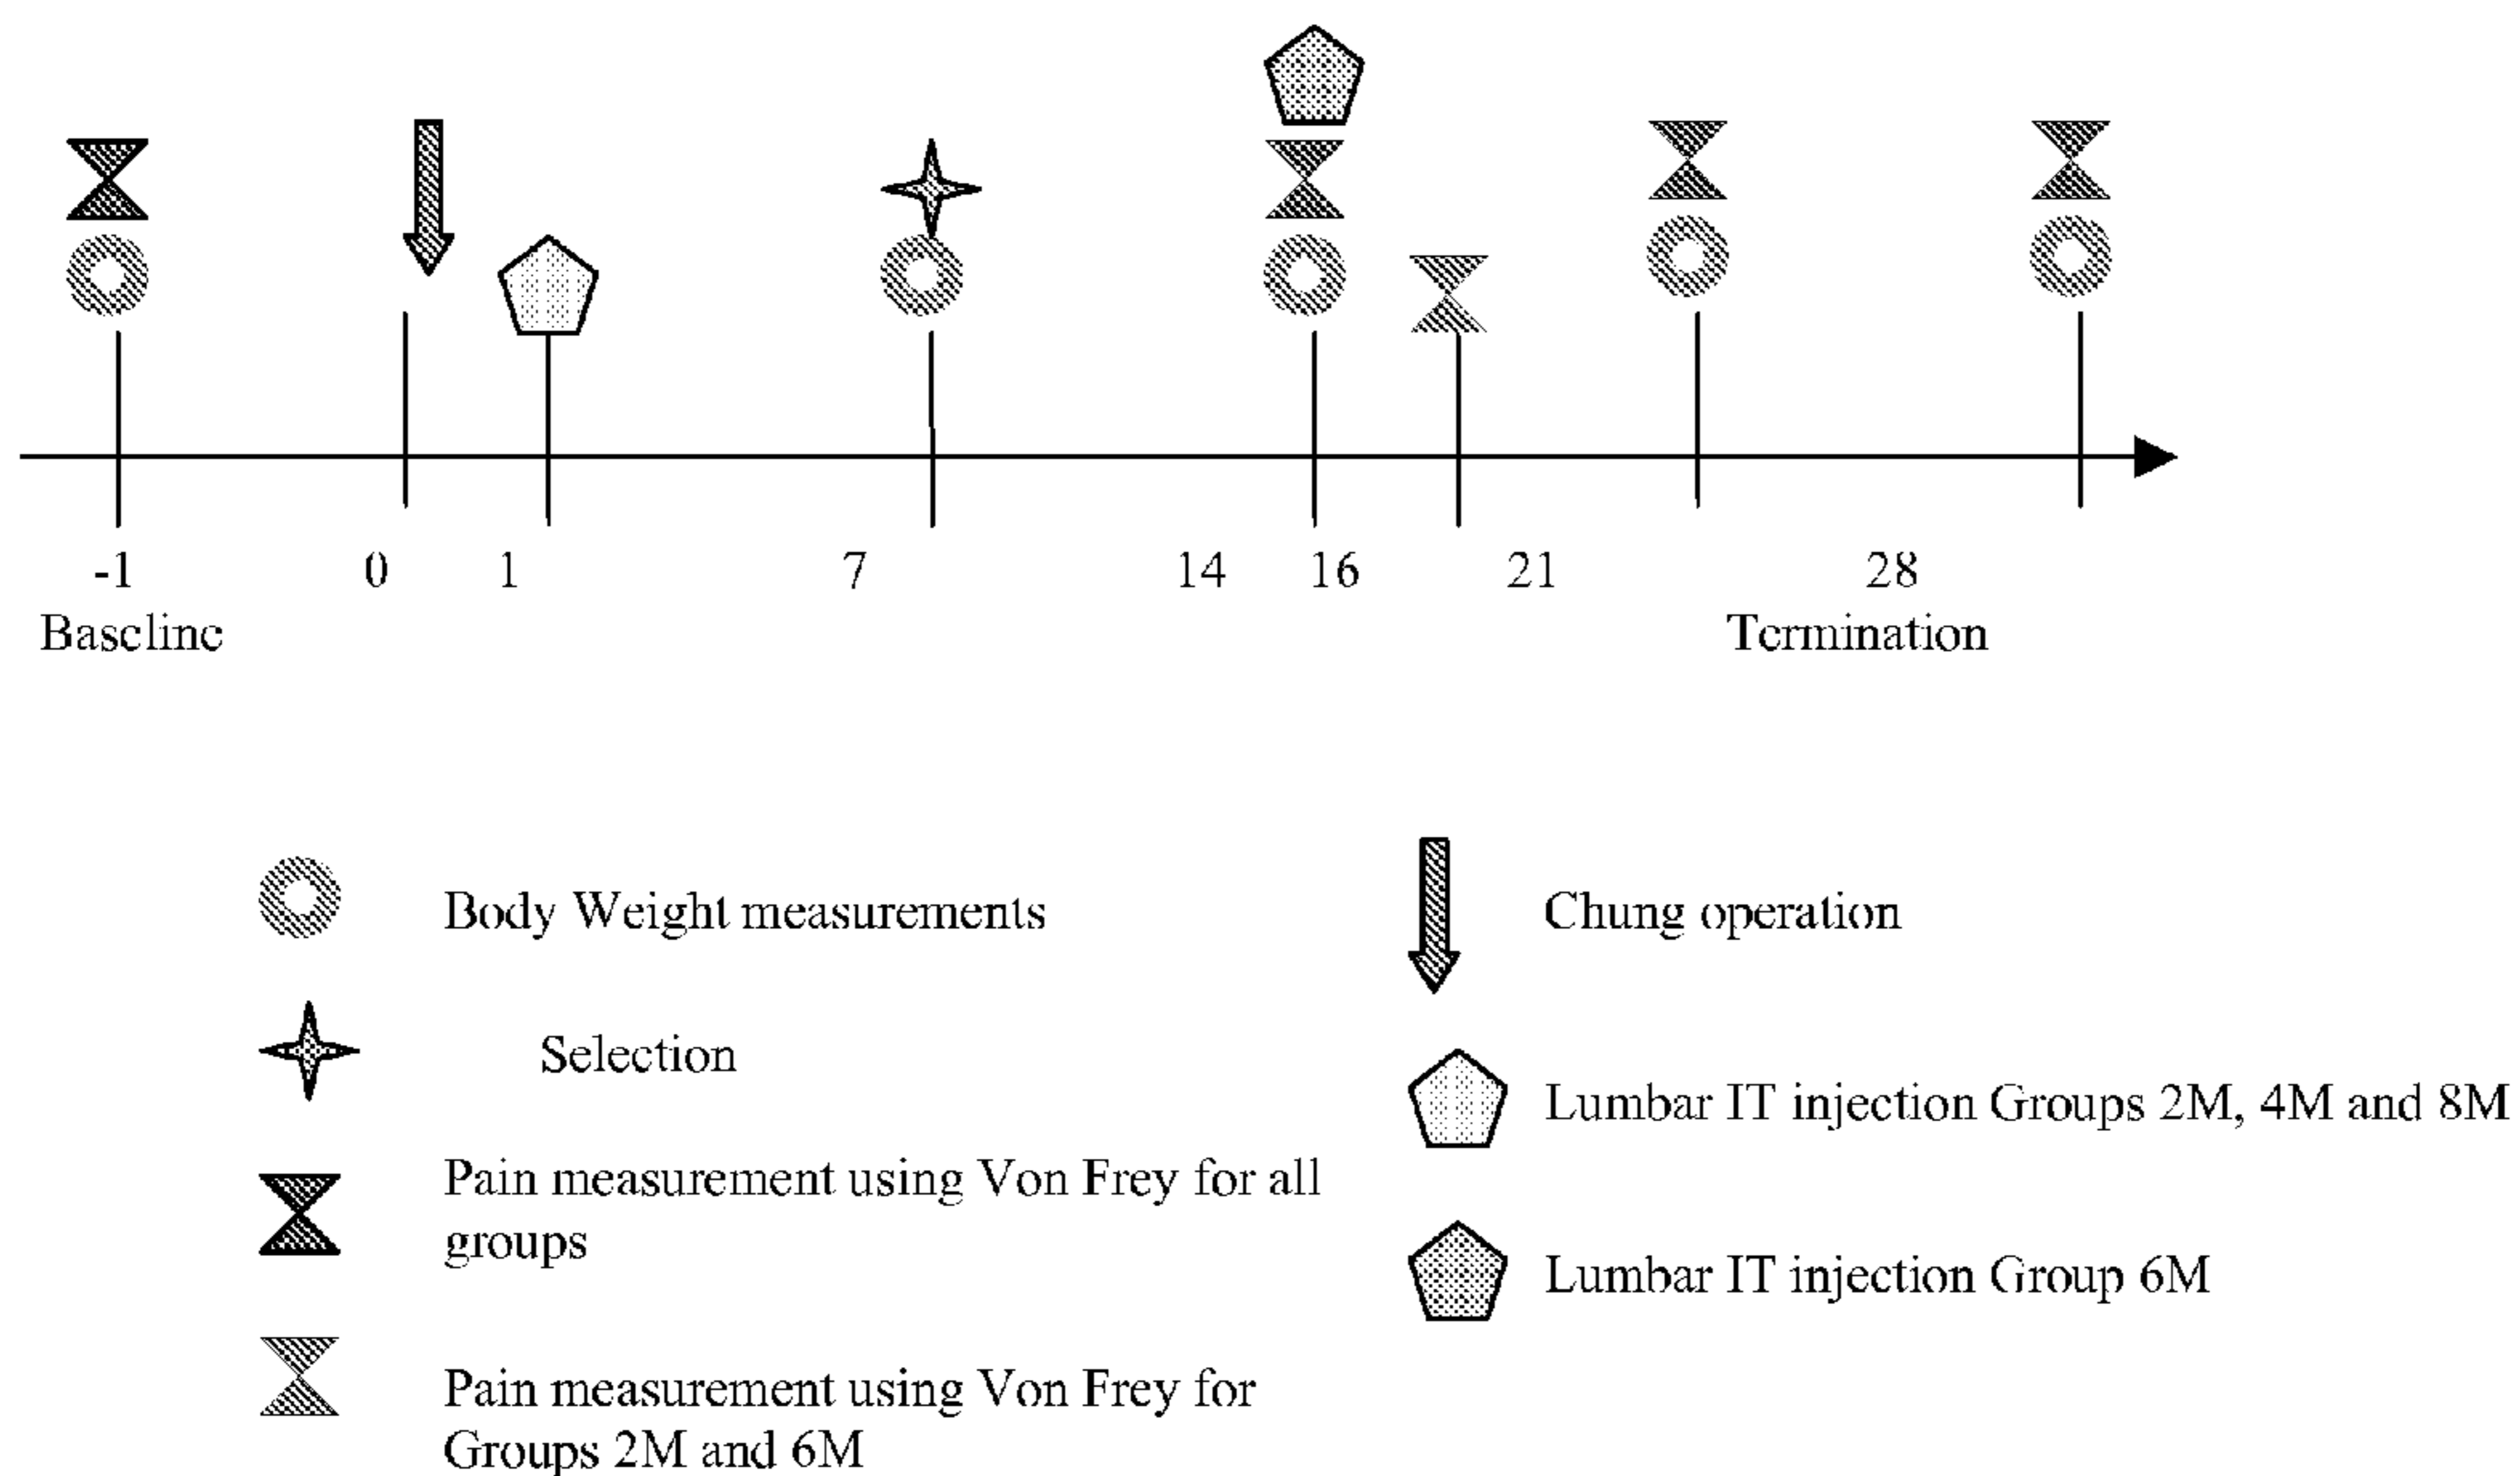 -1 0 1 7 14 16 21 28
Baseline Termination
Body Weight measurements
Selection
Pain measurement using Von Frey for all
groups
Pain measurement using Von Frey for
Groups 2M and 6M
Chung operation
Lumbar IT injection Groups 2M, 4M and 8M
Lumbar IT injection Group 6M